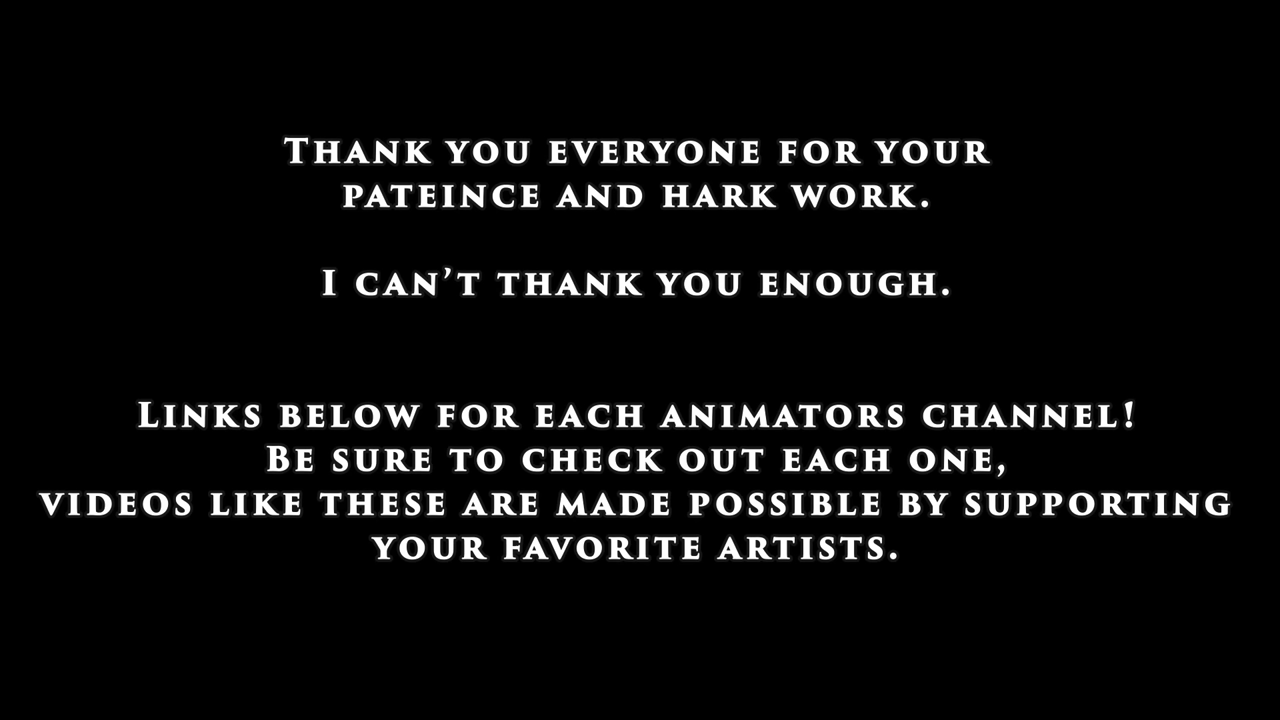 Thank you everyone for your
pateince and hark work.
I can’t thank you enough.
Links below for each animators channel!
Be sure to check out each one,
videos like these are made possible by supporting
your favorite artists.